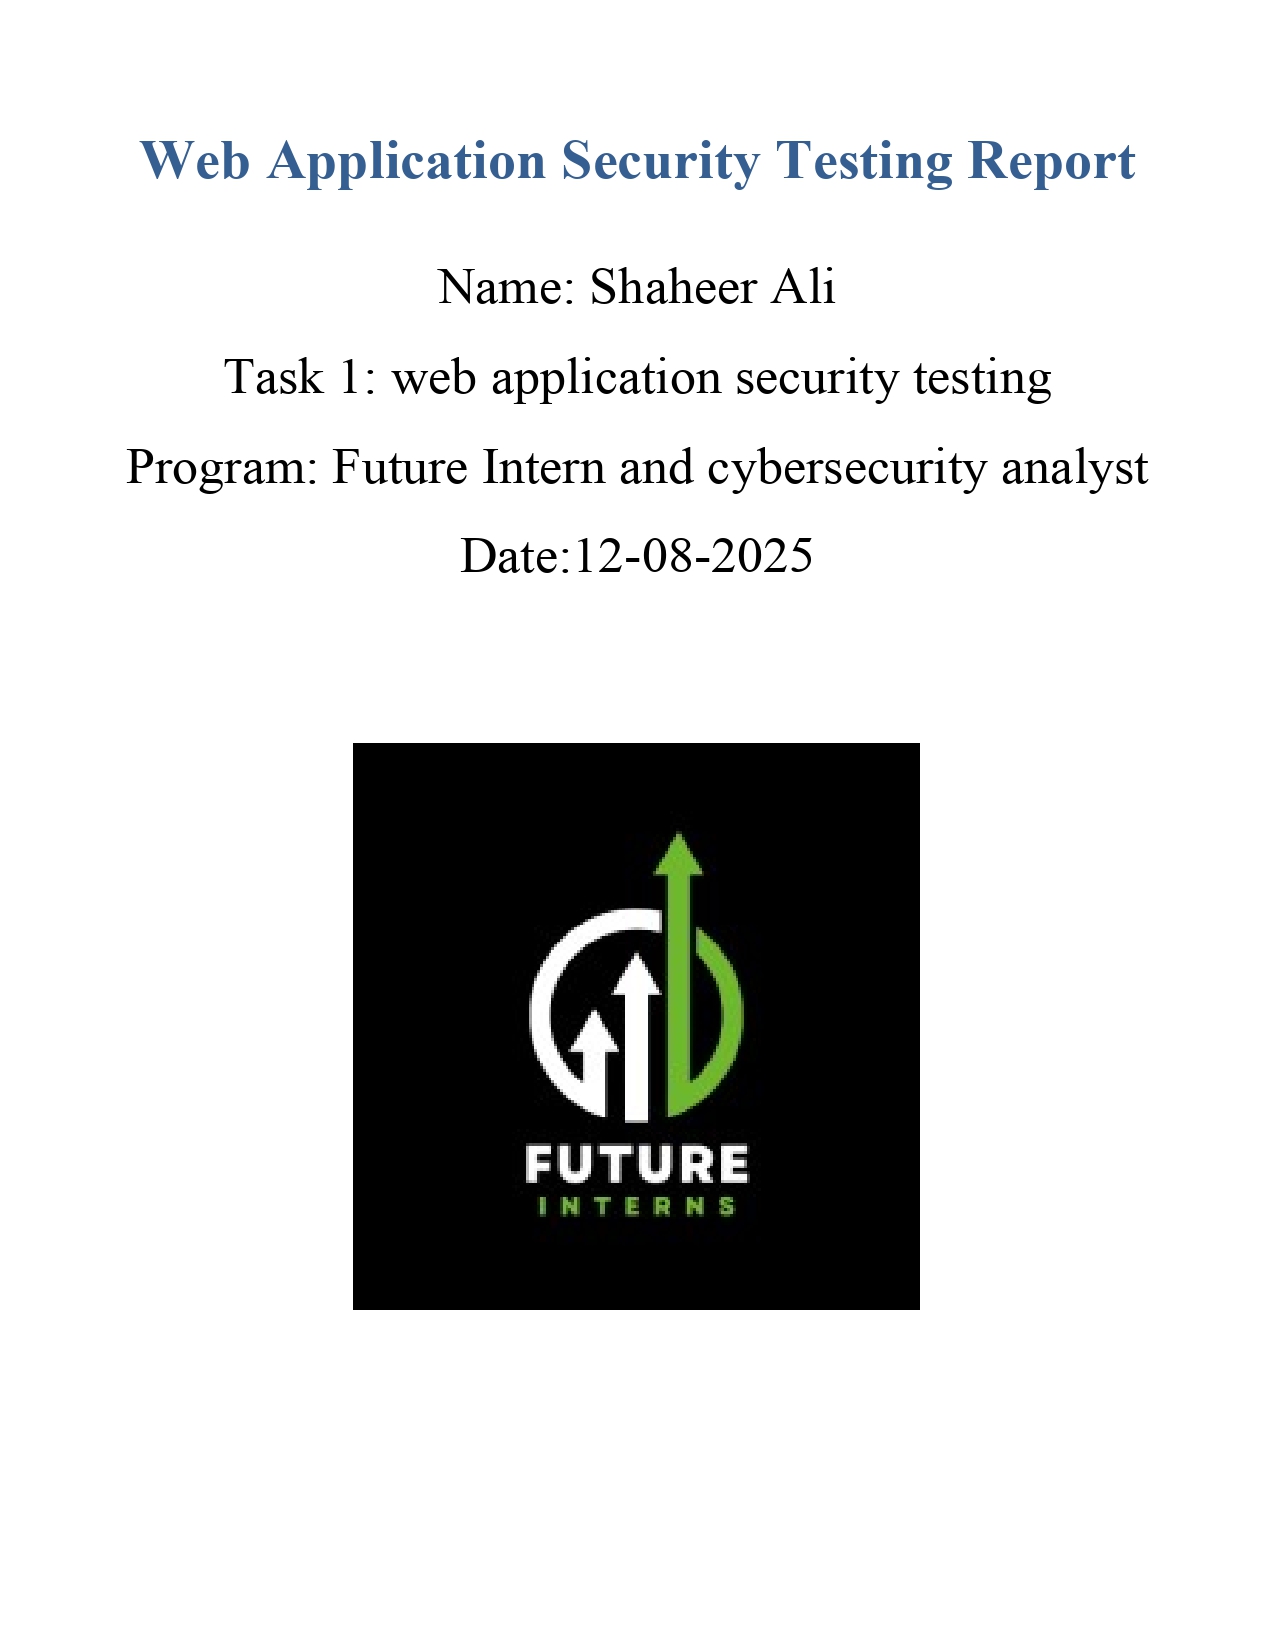 Web Application Security Testing Report
Name: Shaheer Ali
Task 1: web application security testing
Program: Future Intern and cybersecurity analyst
Date:12-08-2025
FUTURE
INTERNS